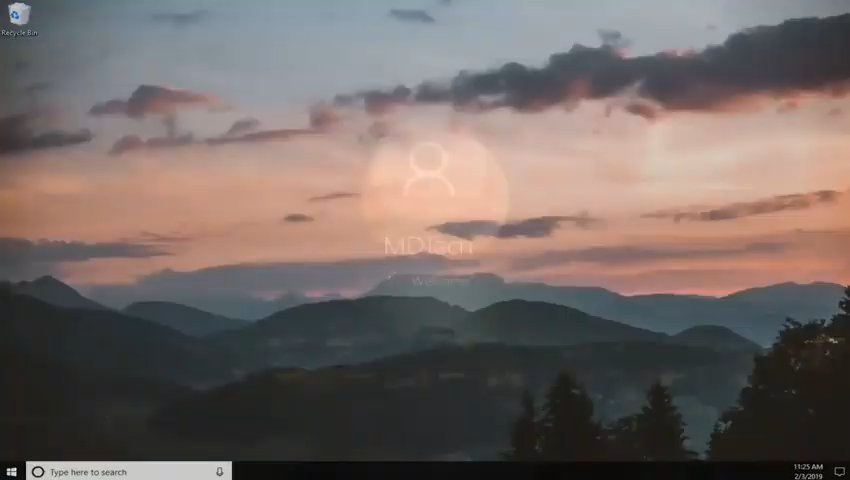 Recycle Bin
MDTech
Welcome
Type here to search
11:25 AM
2/3/2019